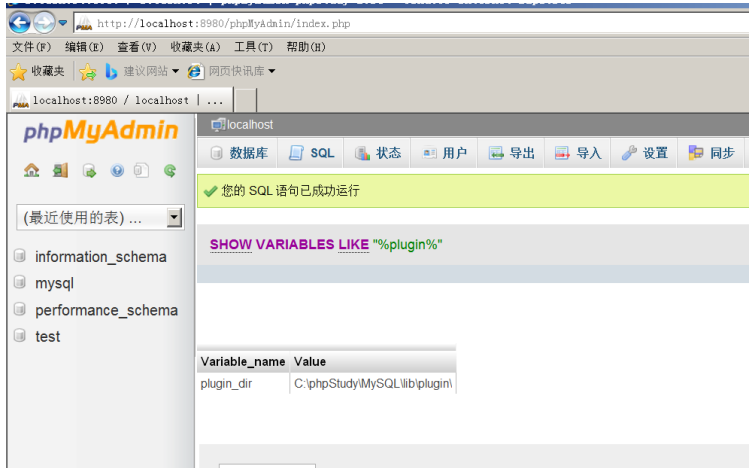 http://localhost:8980/phpMyAdmin/index.php
文件(F) 编辑(E) 查看(V) 收藏夹(A) 工具(T) 帮助(H)
收藏夹 建议网站 网页快讯库
localhost:8980 / localhost | ...
phpMyAdmin
localhost
数据库 SQL 状态 用户 导出 导入 设置 同步
您的 SQL 语句已成功运行
(最近使用的表) ...
SHOW VARIABLES LIKE "%plugin%"
information_schema
mysql
performance_schema
test
Variable_name Value
plugin_dir C:\phpStudy\MySQL\lib\plugin\